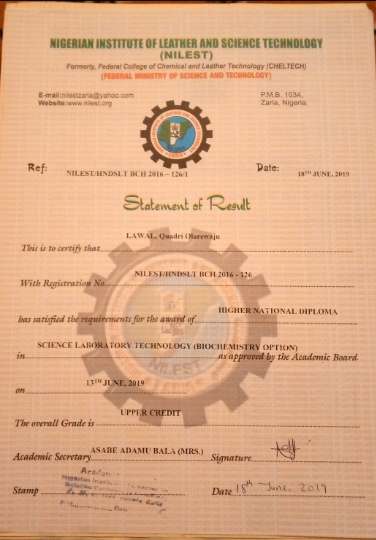 NIGERIAN INSTITUTE OF LEATHER AND SCIENCE TECHNOLOGY
(NILEST)
Formerly, Federal College of Chemical and Leather Technology (CHELTECH)
(FEDERAL MINISTRY OF SCIENCE AND TECHNOLOGY)
E-mail:nilestzaria@yahoo.com P.M.B. 1034,
Website:www.nilest.org Zaria, Nigeria.
Ref: NILEST/HNDSLT BCH 2016 – 126/1 Date: 18TH JUNE, 2019
Statement of Result
This is to certify that LAWAL, Quadri Olarewaju
With Registration No NILEST/HNDSLT BCH 2016 - 126
has satisfied the requirements for the award of HIGHER NATIONAL DIPLOMA
in SCIENCE LABORATORY TECHNOLOGY (BIOCHEMISTRY OPTION) as approved by the Academic Board.
on 13TH JUNE, 2019
The overall Grade is UPPER CREDIT
Academic Secretary ASABE ADAMU BALA (MRS.) Signature
Stamp Date 18th June, 2019
NILEST